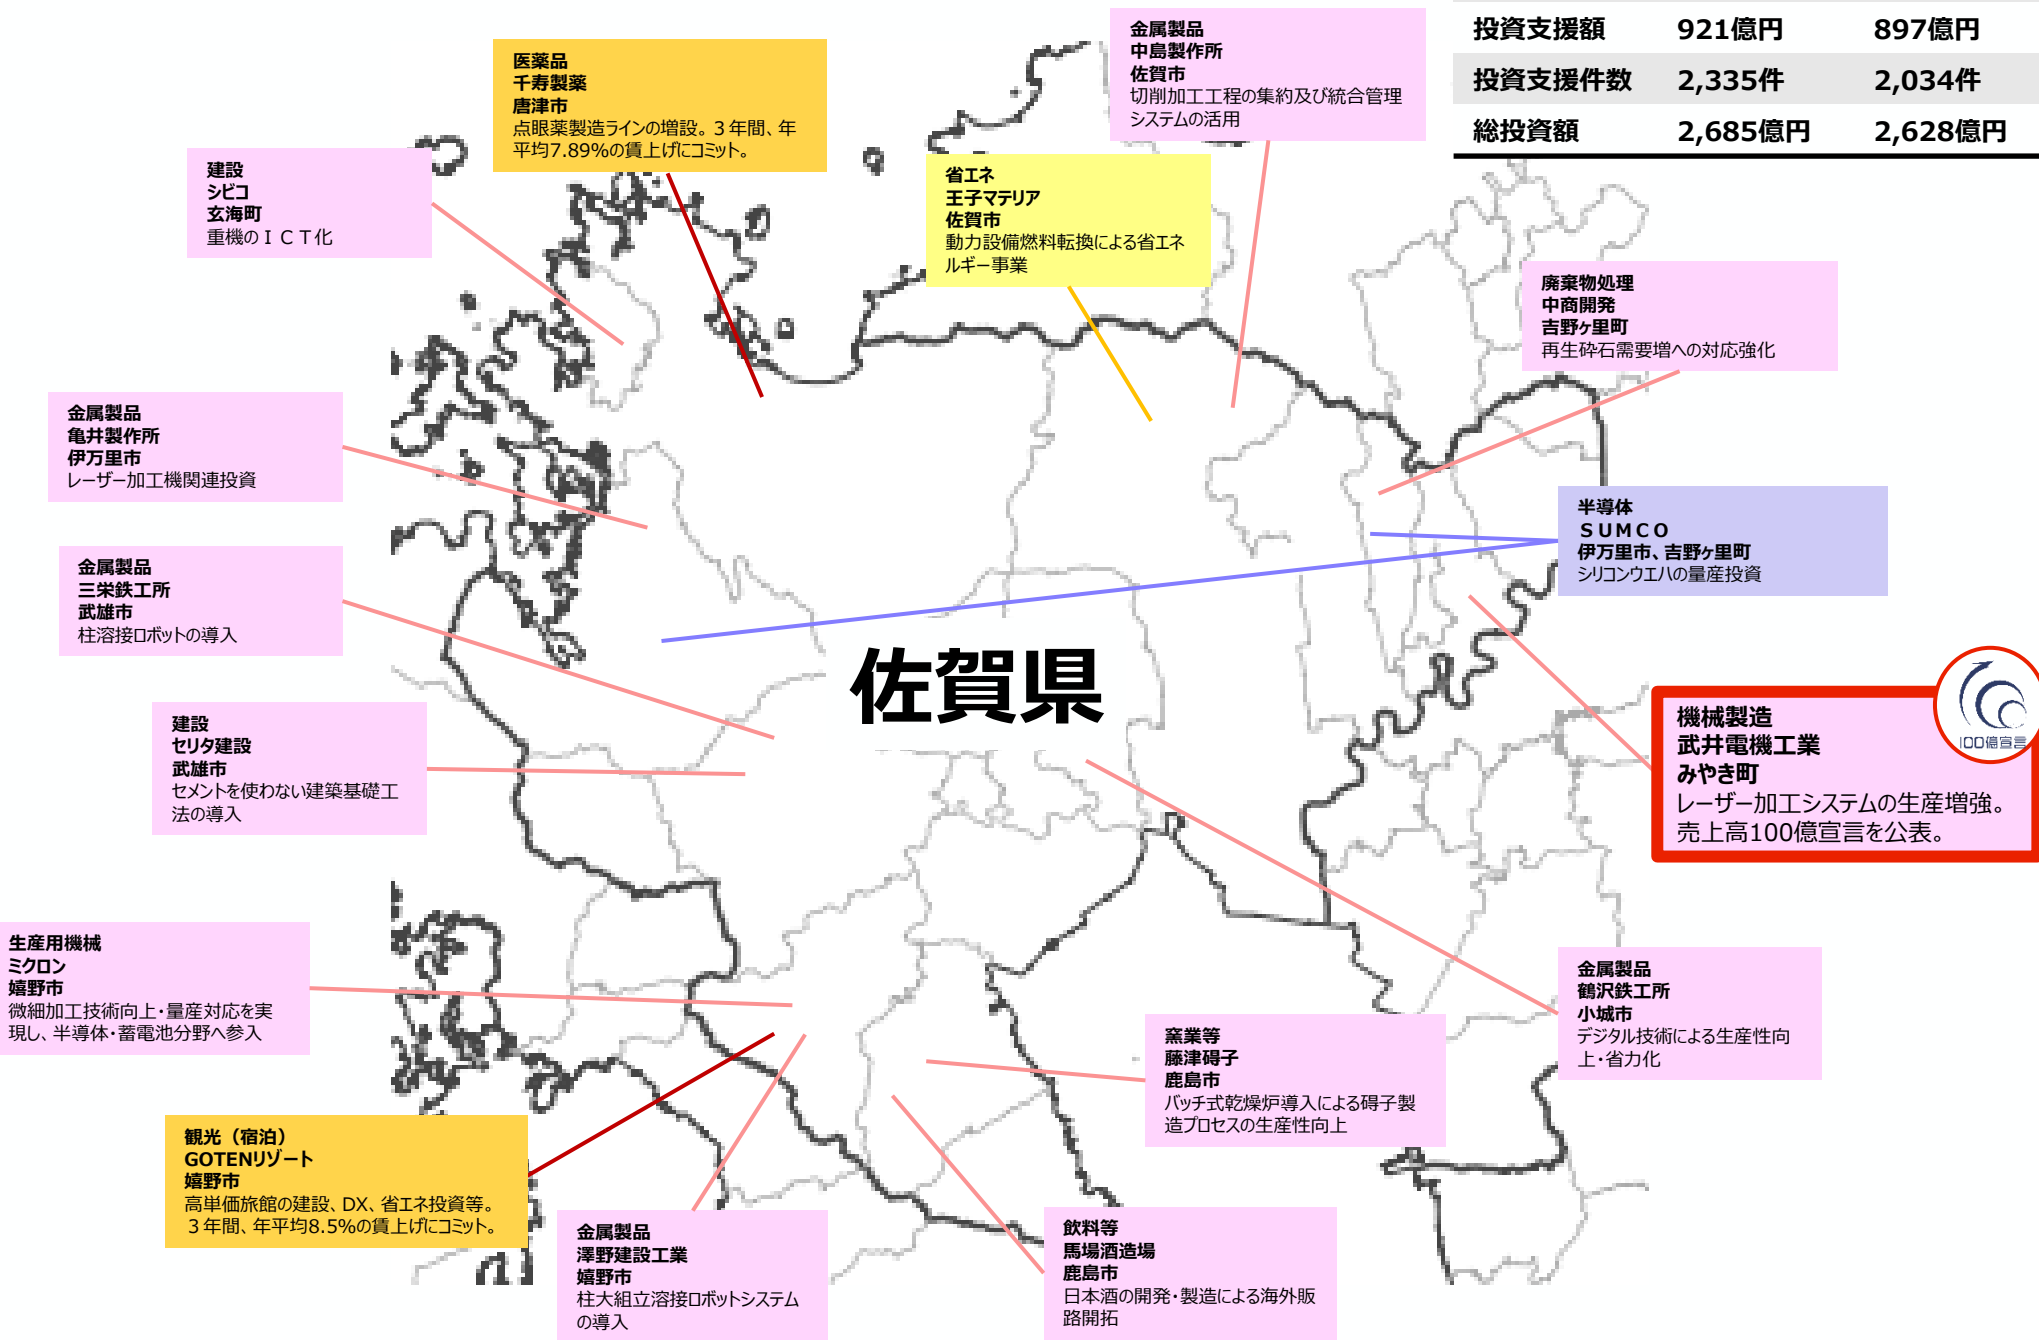 投資支援額 921億円 897億円
投資支援件数 2,335件 2,034件
総投資額 2,685億円 2,628億円
金属製品
中島製作所
佐賀市
切削加工工程の集約及び統合管理
システムの活用
医薬品
千寿製薬
唐津市
点眼薬製造ラインの増設。3年間、年
平均7.89%の賃上げにコミット。
建設
シビコ
玄海町
重機のICT化
省エネ
王子マテリア
佐賀市
動力設備燃料転換による省エネ
ルギー事業
廃棄物処理
中商開発
吉野ヶ里町
再生砕石需要増への対応強化
金属製品
亀井製作所
伊万里市
レーザー加工機関連投資
半導体
SUMCO
伊万里市、吉野ヶ里町
シリコンウエハの量産投資
金属製品
三栄鉄工所
武雄市
柱溶接ロボットの導入
佐賀県
建設
セリタ建設
武雄市
セメントを使わない建築基礎工
法の導入
機械製造
武井電機工業
みやき町
レーザー加工システムの生産増強。
売上高100億宣言を公表。
100億宣言
生産用機械
ミクロン
嬉野市
微細加工技術向上・量産対応を実
現し、半導体・蓄電池分野へ参入
金属製品
鶴沢鉄工所
小城市
デジタル技術による生産性向
上・省力化
窯業等
藤津碍子
鹿島市
バッチ式乾燥炉導入による碍子製
造プロセスの生産性向上
観光（宿泊）
GOTENリゾート
嬉野市
高単価旅館の建設、DX、省エネ投資等。
3年間、年平均8.5%の賃上げにコミット。
金属製品
澤野建設工業
嬉野市
柱大組立溶接ロボットシステム
の導入
飲料等
馬場酒造場
鹿島市
日本酒の開発・製造による海外販
路開拓